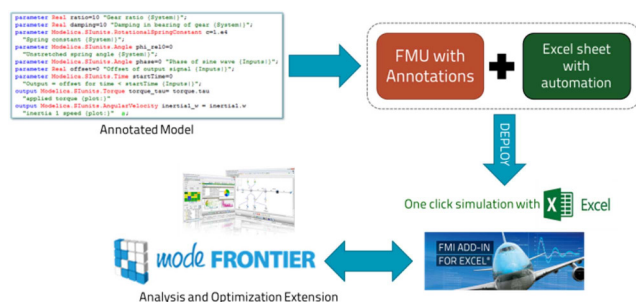 parameter Real ratio=10 "Gear ratio {System:}";
parameter Real damping=10 "Damping in bearing of gear {System:}";
parameter Modelica.SIunits.RotationalSpringConstant c=1.e4
"Spring constant {System:}";
parameter Modelica.SIunits.Angle phi_rel0=0
"Unstretched spring angle {System:}";
parameter Modelica.SIunits.Angle phase=0 "Phase of sine wave {Inputs:}";
parameter Real offset=0 "Offset of output signal {Inputs:}";
parameter Modelica.SIunits.Time startTime=0
"Output = offset for time < startTime {Inputs:}";
output Modelica.SIunits.Torque torque_tau= torque.tau
"applied torque {plot:}"
output Modelica.SIunits.AngularVelocity inertia1_w = inertia1.w
"inertia 1 speed {plot:}"
Annotated Model
FMU with
Annotations
Excel sheet
with
automation
DEPLOY
One click simulation with Excel
FMI ADD-IN
FOR EXCEL®
mode FRONTIER
Analysis and Optimization Extension